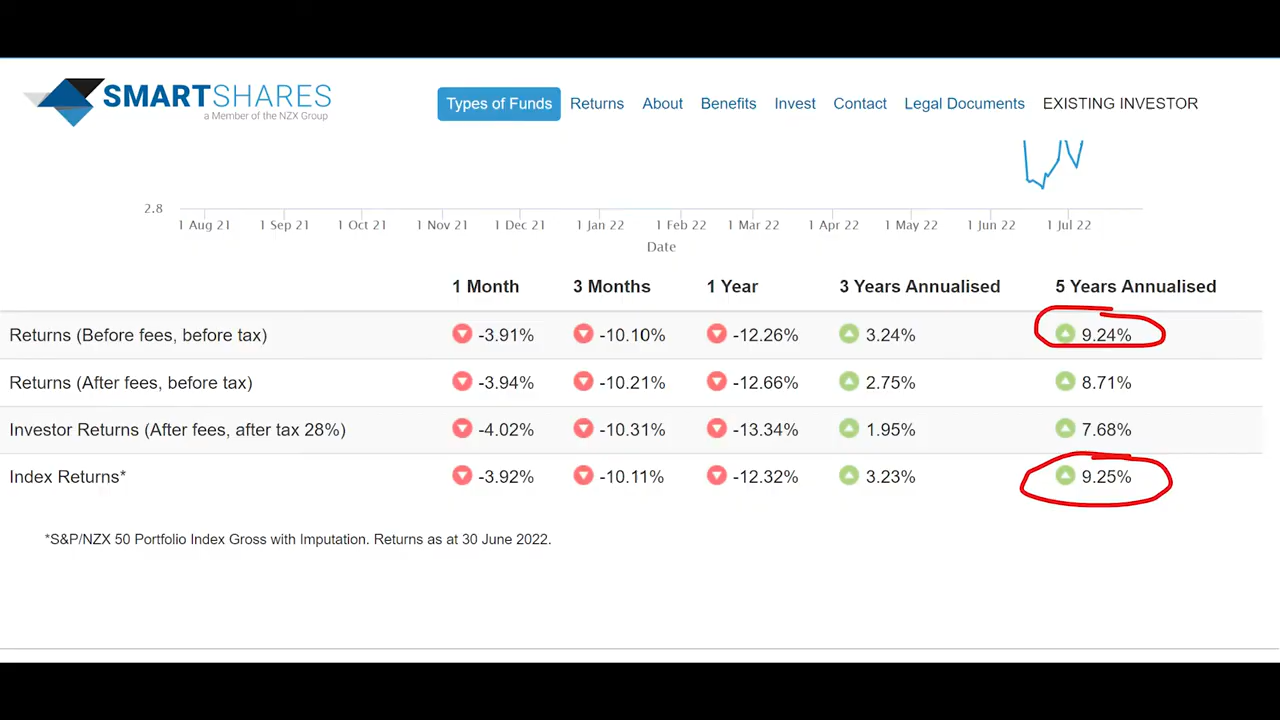 SMARTSHARES
a Member of the NZX Group
Types of Funds Returns About Benefits Invest Contact Legal Documents EXISTING INVESTOR
2.8
1 Aug 21 1 Sep 21 1 Oct 21 1 Nov 21 1 Dec 21 1 Jan 22 1 Feb 22 1 Mar 22 1 Apr 22 1 May 22 1 Jun 22 1 Jul 22
Date
1 Month 3 Months 1 Year 3 Years Annualised 5 Years Annualised
Returns (Before fees, before tax) -3.91% -10.10% -12.26% 3.24% 9.24%
Returns (After fees, before tax) -3.94% -10.21% -12.66% 2.75% 8.71%
Investor Returns (After fees, after tax 28%) -4.02% -10.31% -13.34% 1.95% 7.68%
Index Returns* -3.92% -10.11% -12.32% 3.23% 9.25%
*S&P/NZX 50 Portfolio Index Gross with Imputation. Returns as at 30 June 2022.